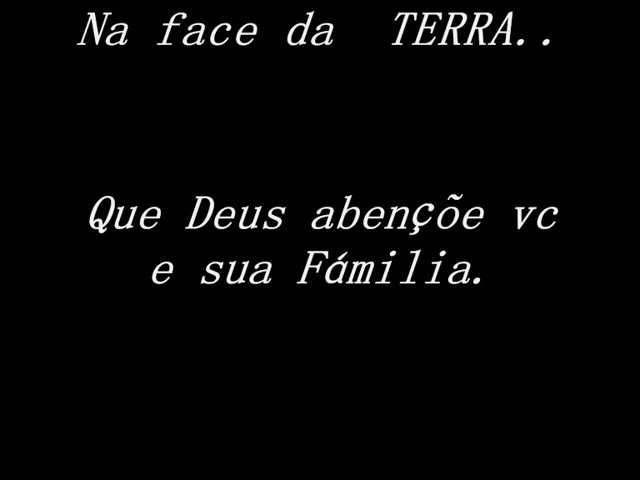 Na face da TERRA..
Que Deus abençõe vc
e sua Fámilia.